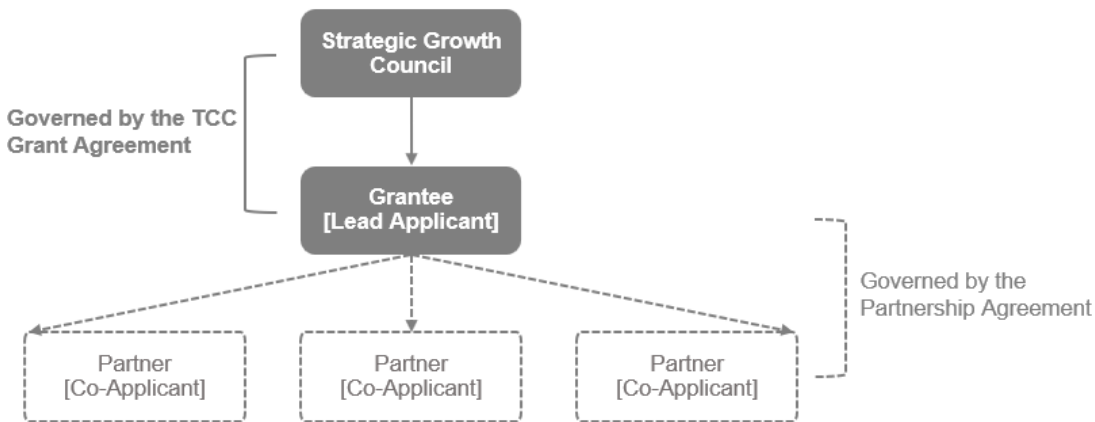 Strategic Growth
Council
Governed by the TCC
Grant Agreement
Grantee
[Lead Applicant]
Governed by the
Partnership Agreement
Partner
[Co-Applicant]
Partner
[Co-Applicant]
Partner
[Co-Applicant]